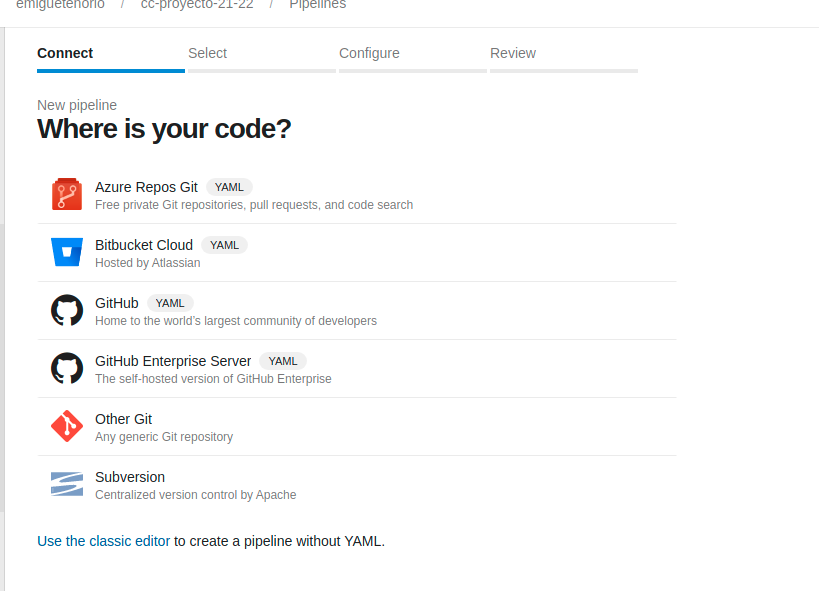 emiguetenorio / cc-proyecto-21-22 / Pipelines
Connect Select Configure Review
New pipeline
Where is your code?
Azure Repos Git YAML
Free private Git repositories, pull requests, and code search
Bitbucket Cloud YAML
Hosted by Atlassian
GitHub YAML
Home to the world's largest community of developers
GitHub Enterprise Server YAML
The self-hosted version of GitHub Enterprise
Other Git
Any generic Git repository
Subversion
Centralized version control by Apache
Use the classic editor to create a pipeline without YAML.